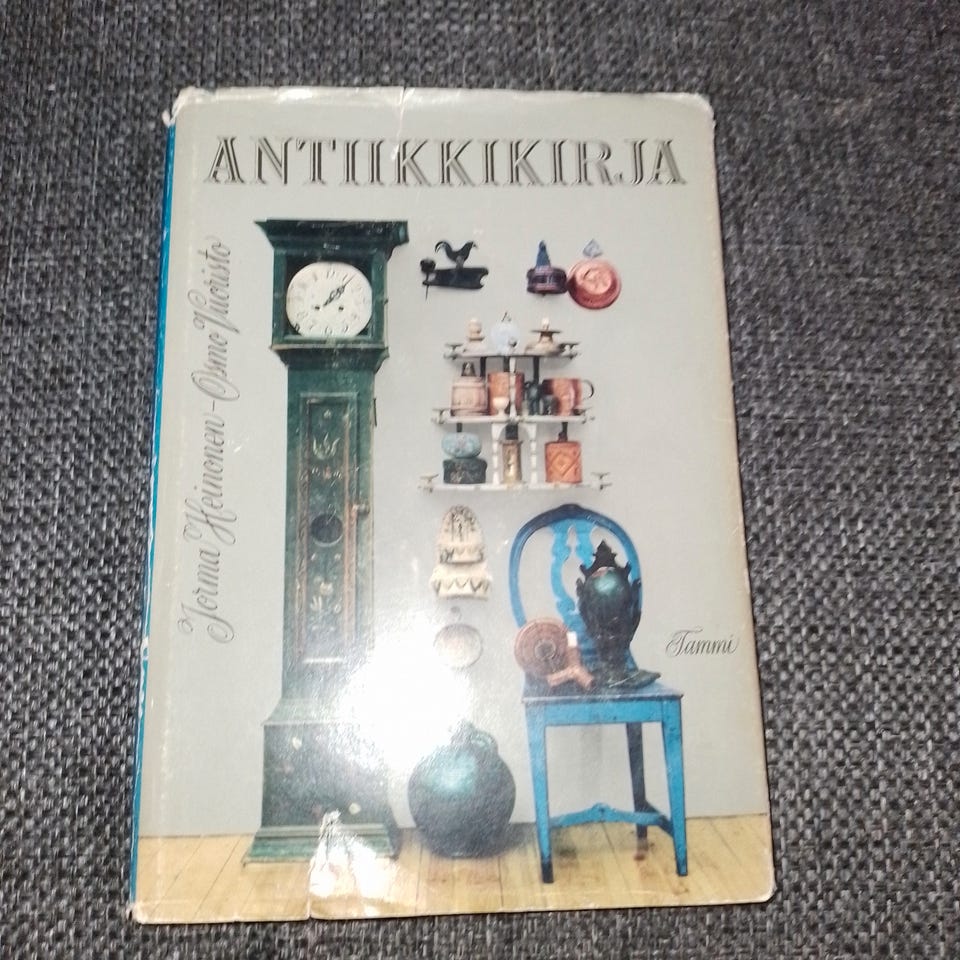 ANTIIKKIKIRJA
Jorma Heinonen - Osmo Vuoristo
Tammi